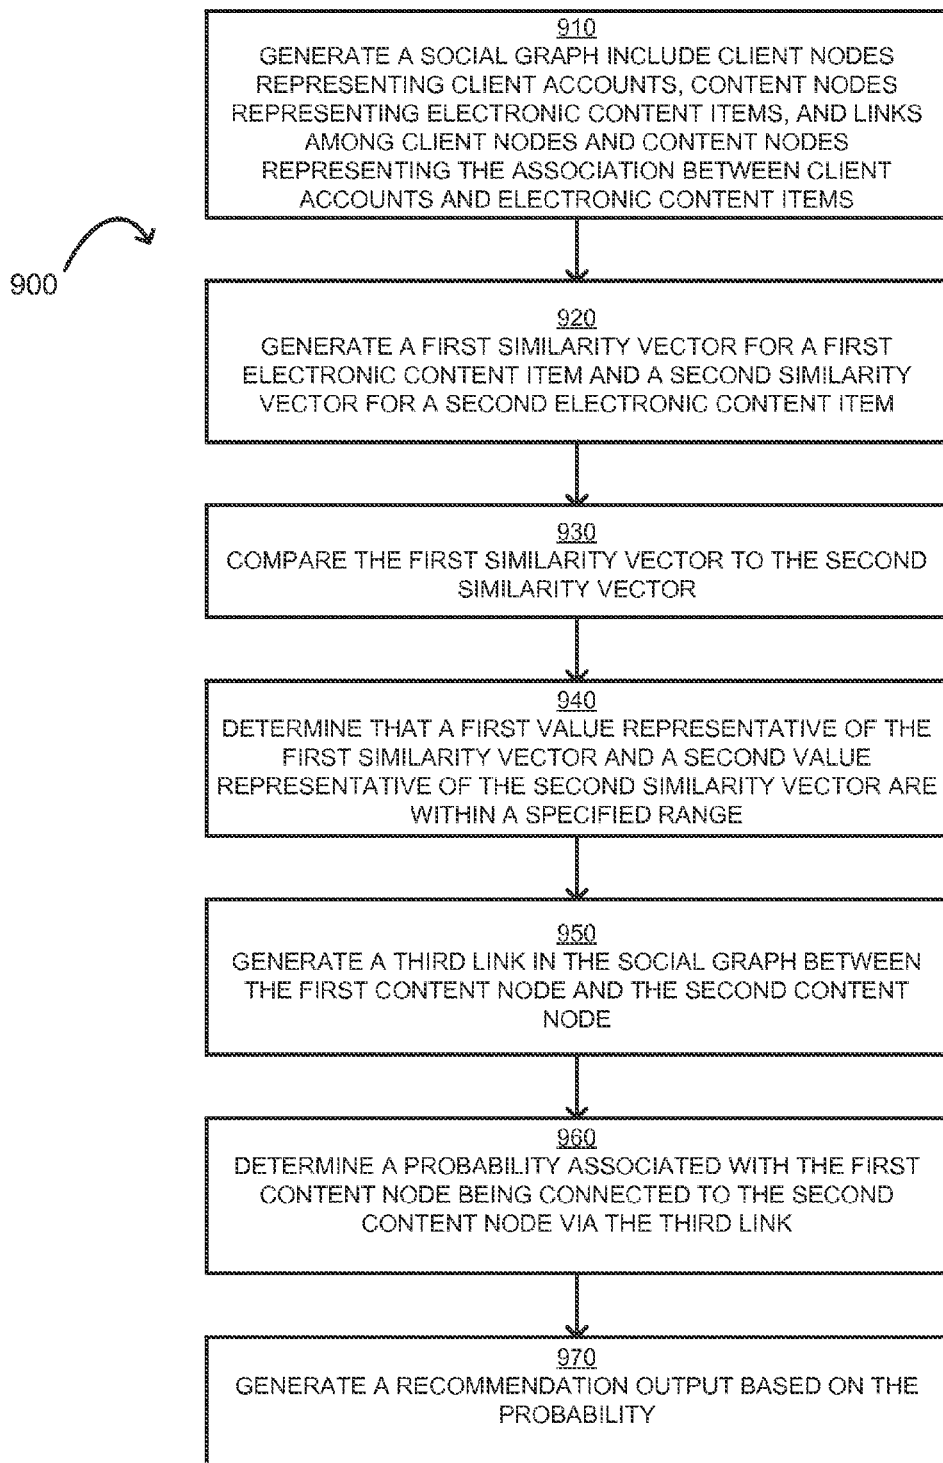 910
GENERATE A SOCIAL GRAPH INCLUDE CLIENT NODES
REPRESENTING CLIENT ACCOUNTS, CONTENT NODES
REPRESENTING ELECTRONIC CONTENT ITEMS, AND LINKS
AMONG CLIENT NODES AND CONTENT NODES
REPRESENTING THE ASSOCIATION BETWEEN CLIENT
ACCOUNTS AND ELECTRONIC CONTENT ITEMS.
900
920
GENERATE A FIRST SIMILARITY VECTOR FOR A FIRST
ELECTRONIC CONTENT ITEM AND A SECOND SIMILARITY
VECTOR FOR A SECOND ELECTRONIC CONTENT ITEM
930
COMPARE THE FIRST SIMILARITY VECTOR TO THE SECOND
SIMILARITY VECTOR
940
DETERMINE THAT A FIRST VALUE REPRESENTATIVE OF THE
FIRST SIMILARITY VECTOR AND A SECOND VALUE
REPRESENTATIVE OF THE SECOND SIMILARITY VECTOR ARE
WITHIN A SPECIFIED RANGE
950
GENERATE A THIRD LINK IN THE SOCIAL GRAPH BETWEEN
THE FIRST CONTENT NODE AND THE SECOND CONTENT
NODE
960
DETERMINE A PROBABILITY ASSOCIATED WITH THE FIRST
CONTENT NODE BEING CONNECTED TO THE SECOND
CONTENT NODE VIA THE THIRD LINK
970
GENERATE A RECOMMENDATION OUTPUT BASED ON THE
PROBABILITY